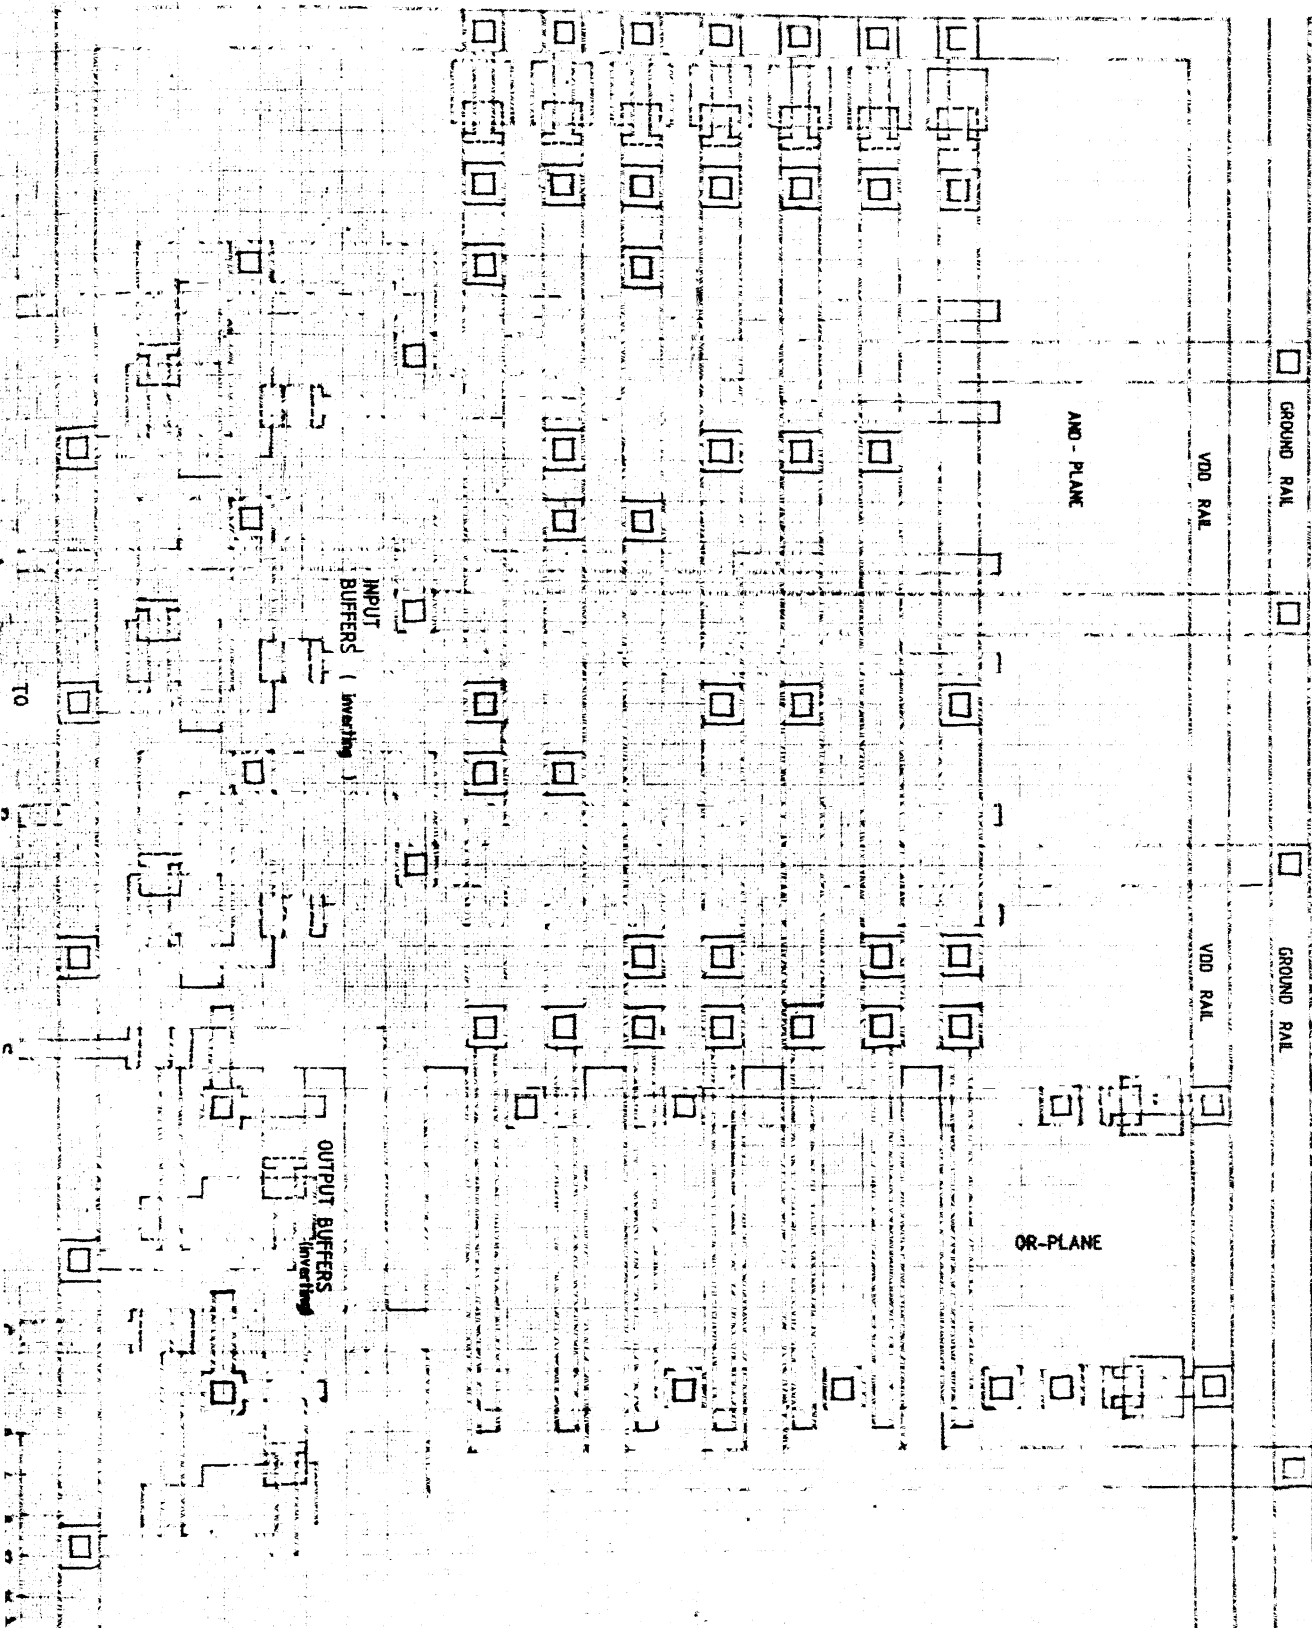 GROUND RAIL
GROUND RAIL
VDD RAIL
VDD RAIL
AND - PLANE
OR-PLANE
INPUT
BUFFERS ( inverting )
OUTPUT BUFFERS
(inverting)
TO
C